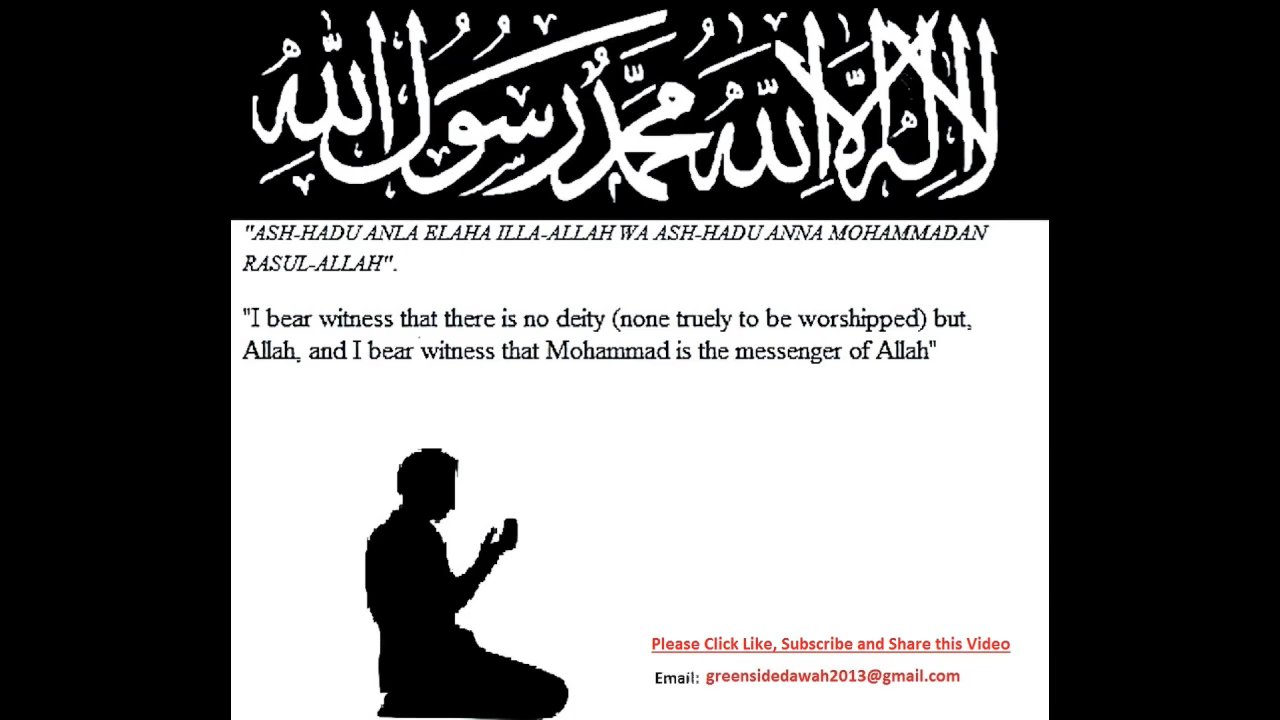 لا إله إلا الله محمد رسول الله
"ASH-HADU ANLA ELAHA ILLA-ALLAH WA ASH-HADU ANNA MOHAMMADAN
RASUL-ALLAH".
"I bear witness that there is no deity (none truely to be worshipped) but,
Allah, and I bear witness that Mohammad is the messenger of Allah"
Please Click Like, Subscribe and Share this Video
Email: greensidedawah2013@gmail.com